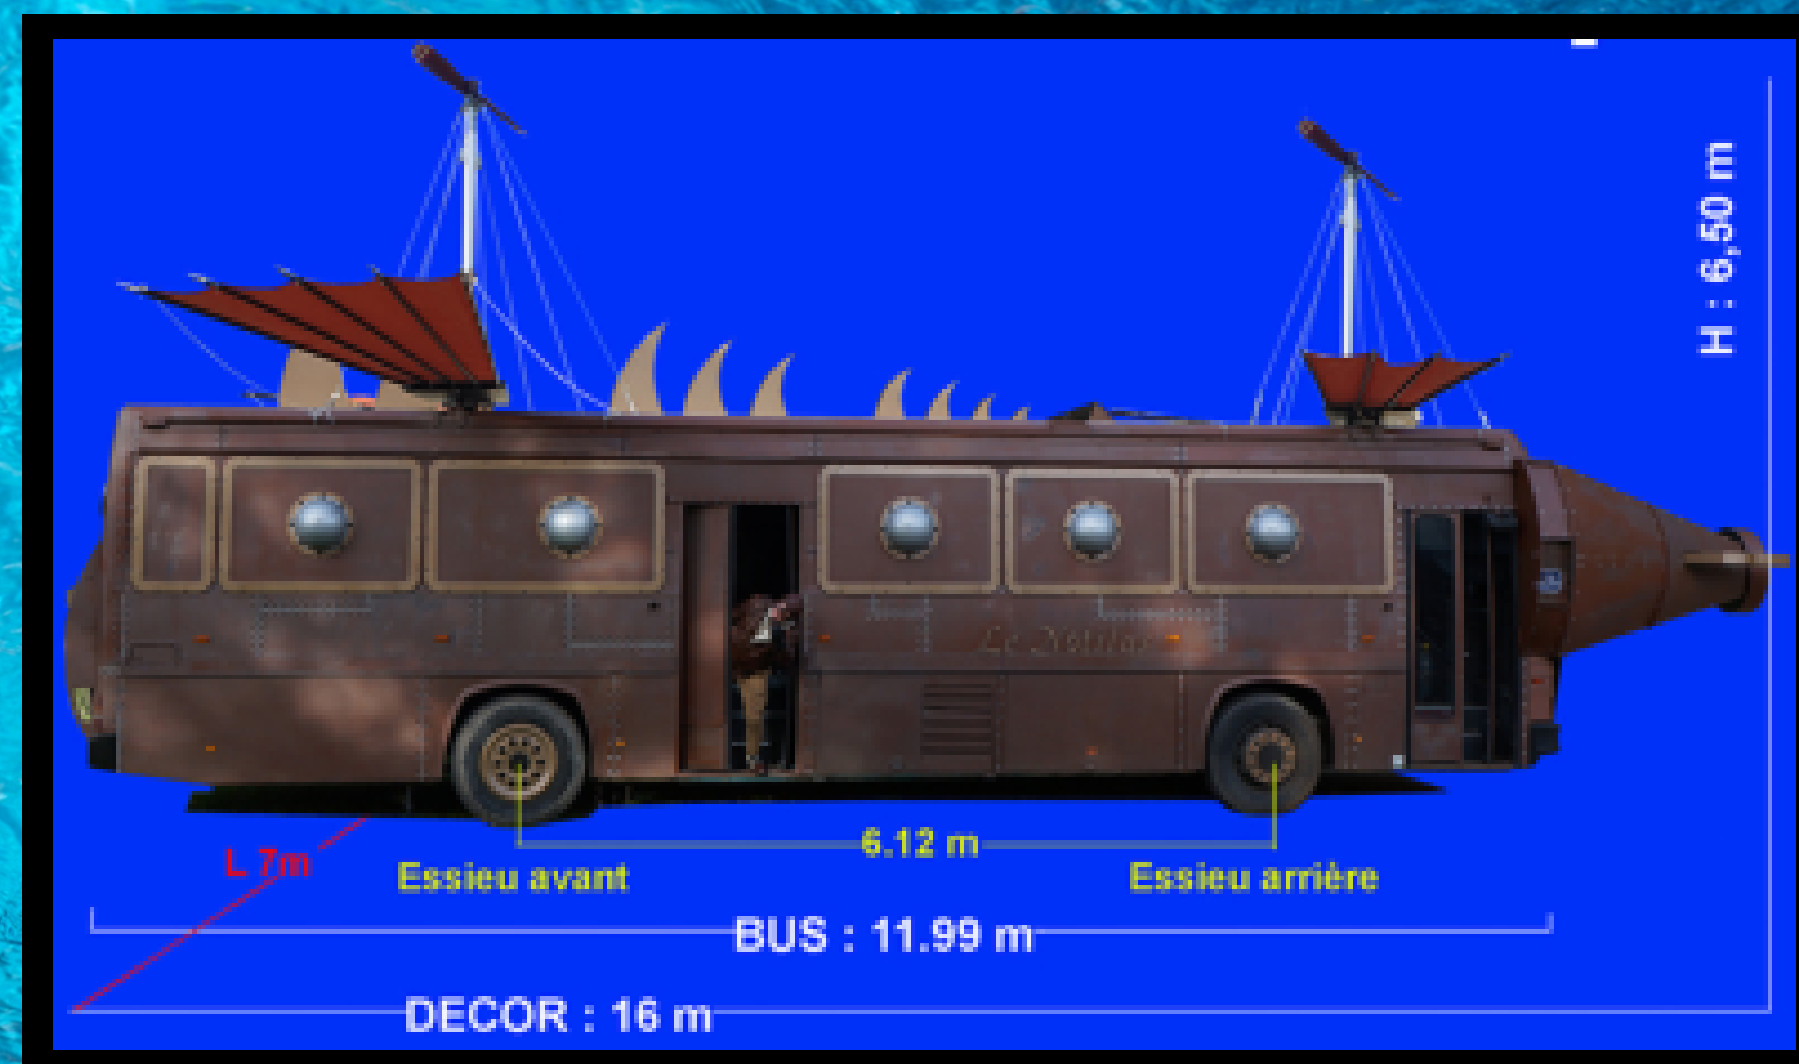 H : 6,50 m
6.12 m
L 7m
Essieu avant
Essieu arrière
BUS : 11.99 m
DECOR : 16 m